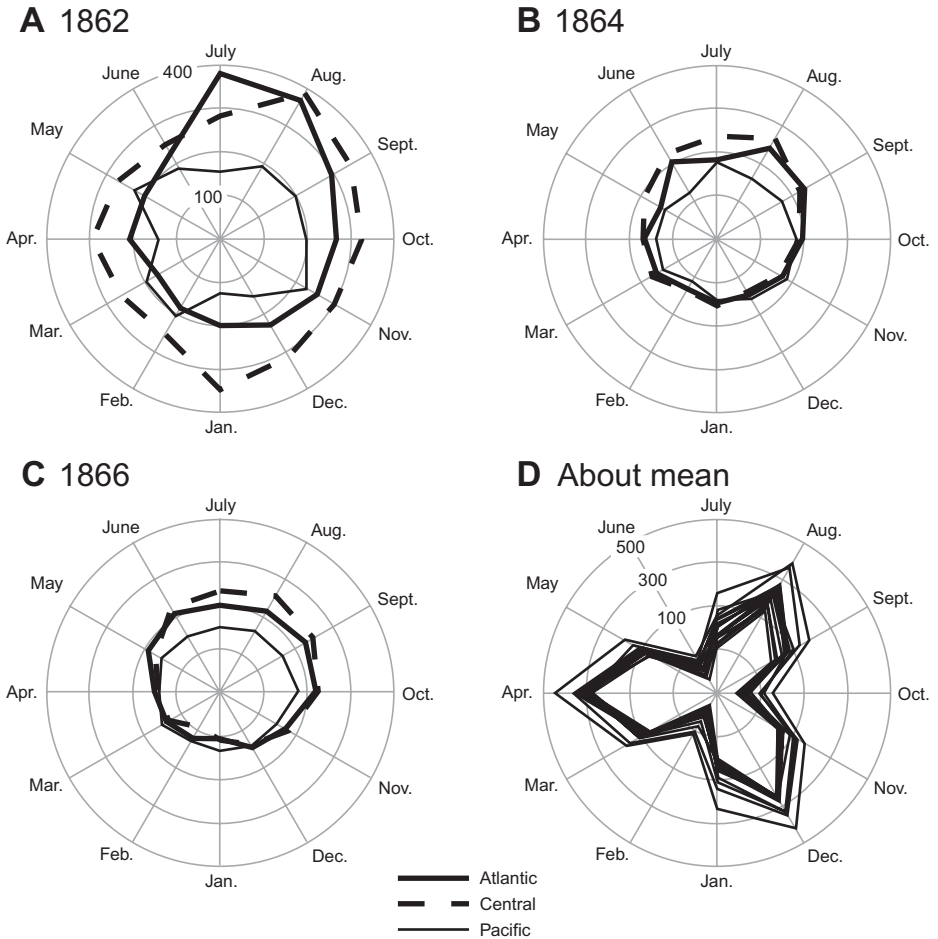 A 1862
July
June
400
Aug.
May
Sept.
100
Apr.
Oct.
Mar.
Nov.
Feb.
Dec.
Jan.
B 1864
July
June
Aug.
May
Sept.
Apr.
Oct.
Mar.
Nov.
Feb.
Dec.
Jan.
C 1866
July
June
Aug.
May
Sept.
Apr.
Oct.
Mar.
Nov.
Feb.
Dec.
Jan.
D About mean
July
June
Aug.
500
300
May
Sept.
100
Apr.
Oct.
Mar.
Nov.
Feb.
Dec.
Jan.
Atlantic
Central
Pacific